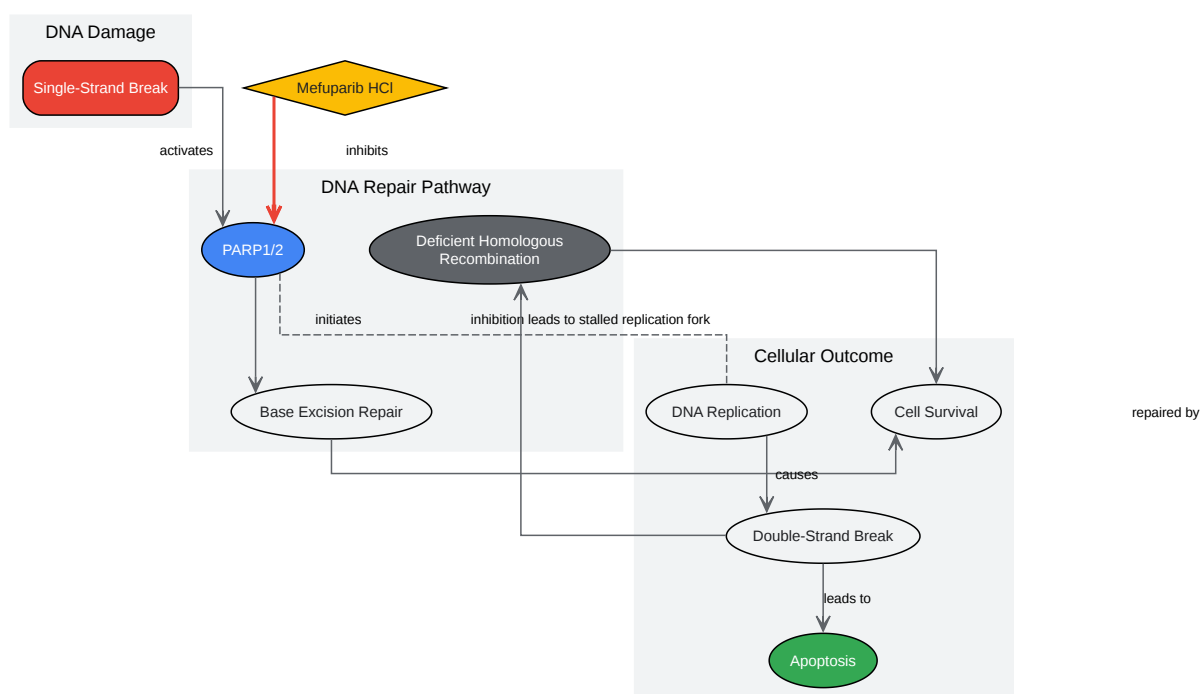 DNA Damage
Single-Strand Break
Mefuparib HCl
activates
inhibits
DNA Repair Pathway
PARP1/2
Deficient Homologous
Recombination
initiates
inhibition leads to stalled replication fork
Cellular Outcome
Base Excision Repair
DNA Replication
Cell Survival
repaired by
causes
Double-Strand Break
leads to
Apoptosis